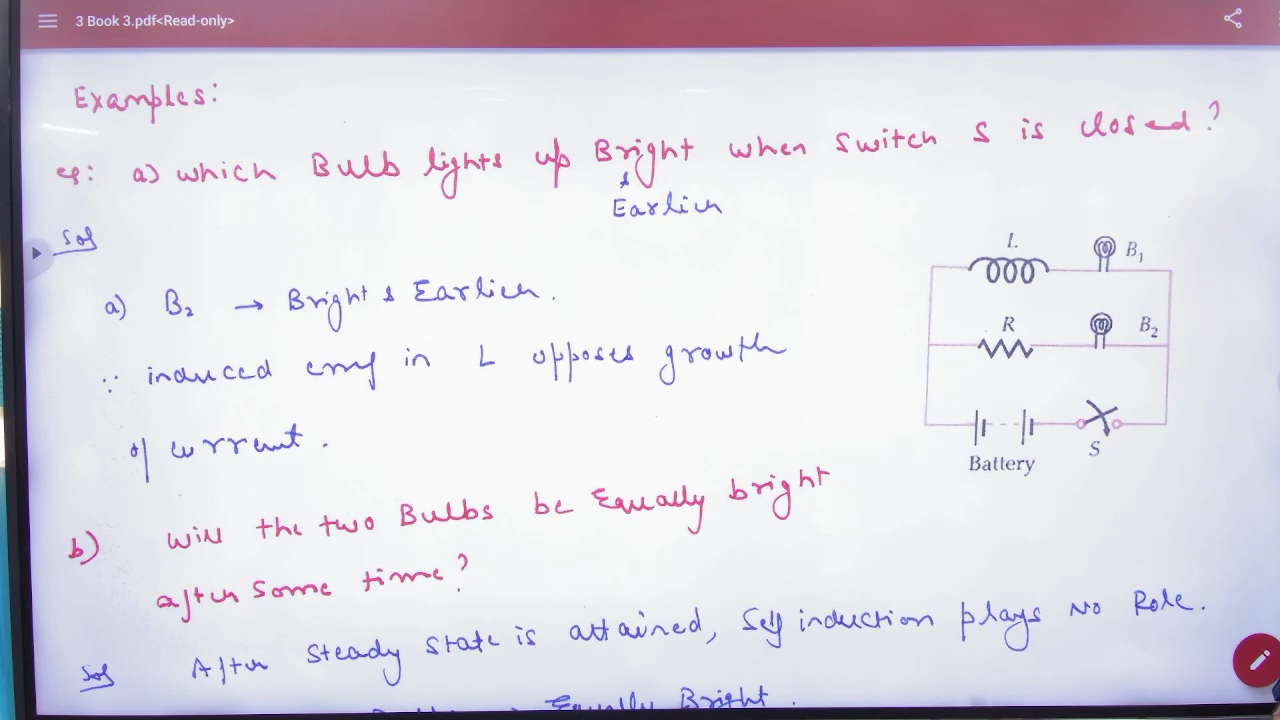 3 Book 3.pdf<Read-only>
Examples:
eg: a) which Bulb lights up Bright when switch S is closed?
& Earlier
Sol
a) B₂ → Bright & Earlier.
∵ induced emf in L opposes growth
of current.
L
B₁
R
B₂
Battery
S
b) Will the two Bulbs be Equally bright
after some time?
Sol After steady state is attained, Self induction plays No Role.
Equally Bright.